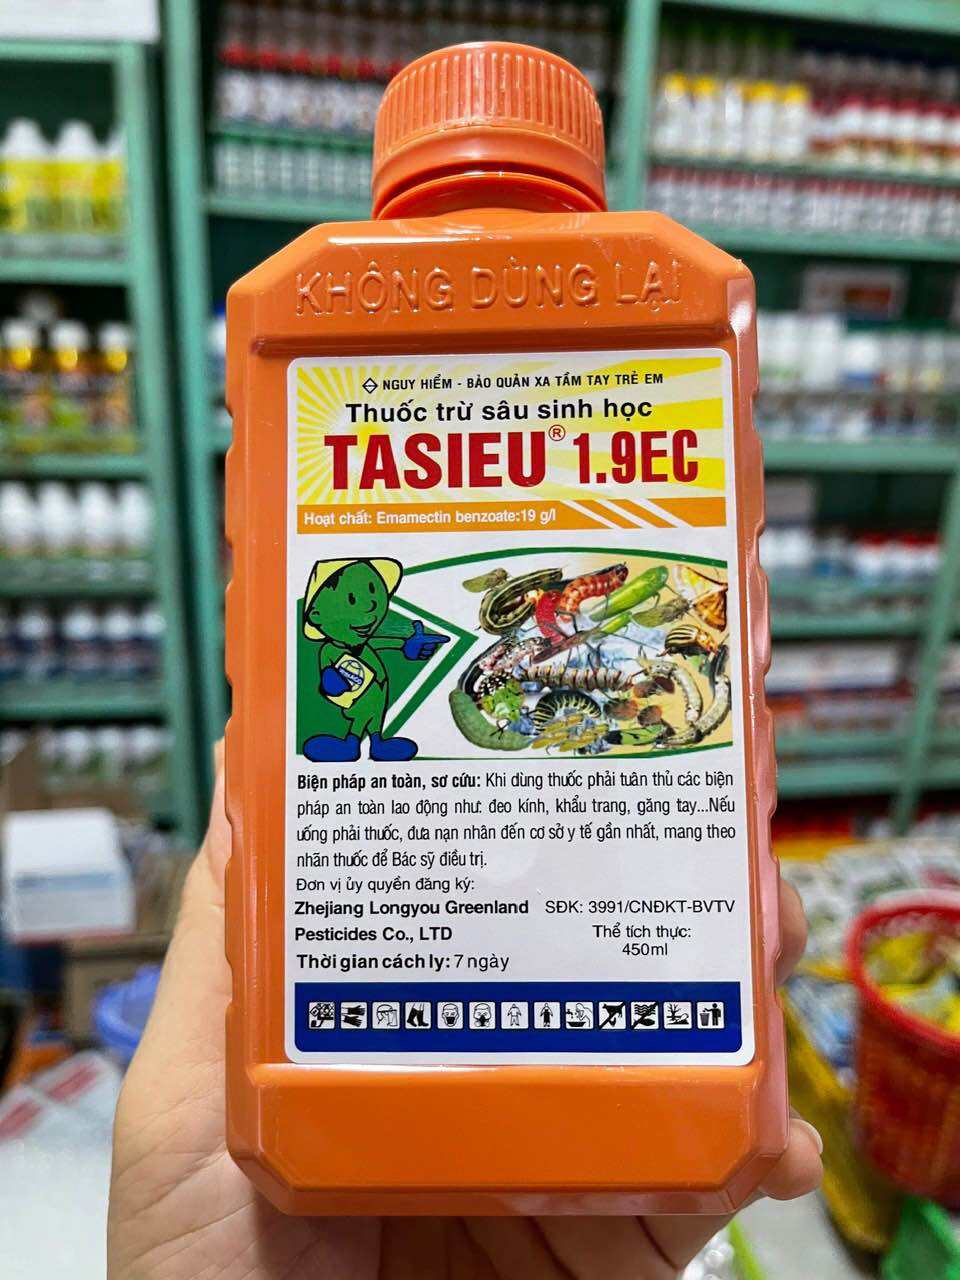 KHÔNG DÙNG LẠI
NGUY HIỂM - BẢO QUẢN XA TẦM TAY TRẺ EM
Thuốc trừ sâu sinh học
TASIEU® 1.9EC
Hoạt chất: Emamectin benzoate:19 g/l
Biện pháp an toàn, sơ cứu: Khi dùng thuốc phải tuân thủ các biện
pháp an toàn lao động như: đeo kính, khẩu trang, găng tay...Nếu
uống phải thuốc, đưa nạn nhân đến cơ sở y tế gần nhất, mang theo
nhãn thuốc để Bác sỹ điều trị.
Đơn vị ủy quyền đăng ký:
Zhejiang Longyou Greenland SĐK: 3991/CNĐKT-BVTV
Pesticides Co., LTD Thể tích thực:
450ml
Thời gian cách ly: 7 ngày